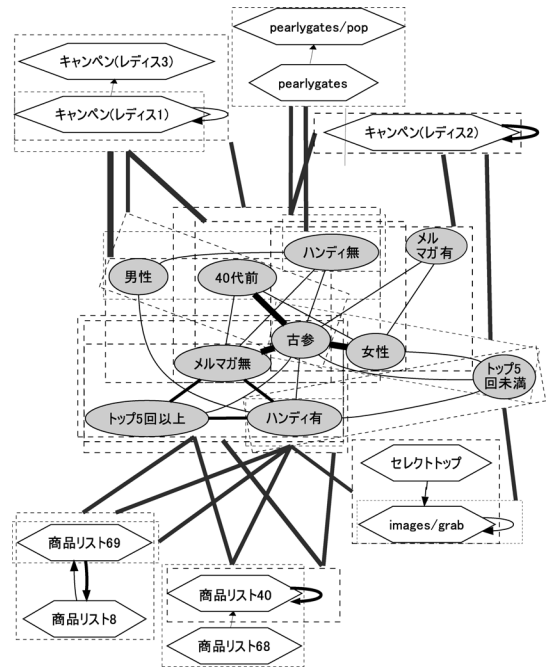 pearlygates/pop
キャンペン(レディス3)
pearlygates
キャンペン(レディス1)
キャンペン(レディス2)
ハンディ無
メル
マガ有
男性
40代前
古参
女性
メルマガ無
トップ5
回未満
トップ5回以上
ハンディ有
セレクトトップ
images/grab
商品リスト69
商品リスト40
商品リスト8
商品リスト68